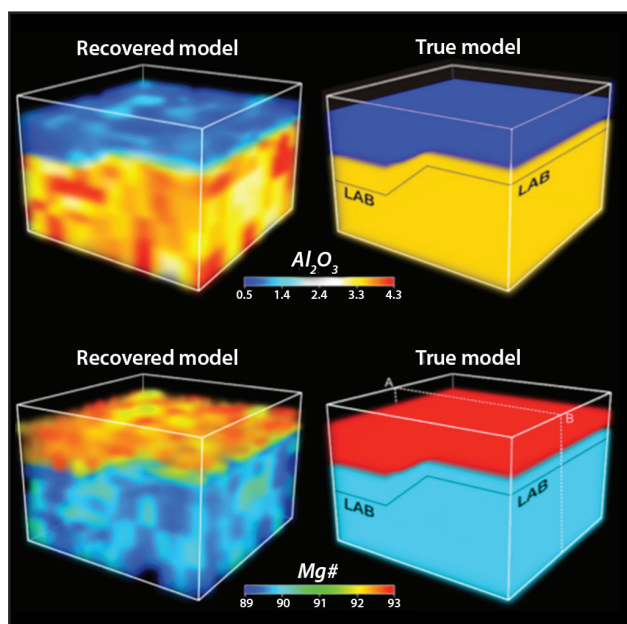 Recovered model
True model
LAB
LAB
Al2O3
0.5 1.4 2.4 3.3 4.3
Recovered model
True model
A
B
LAB
LAB
Mg#
89 90 91 92 93